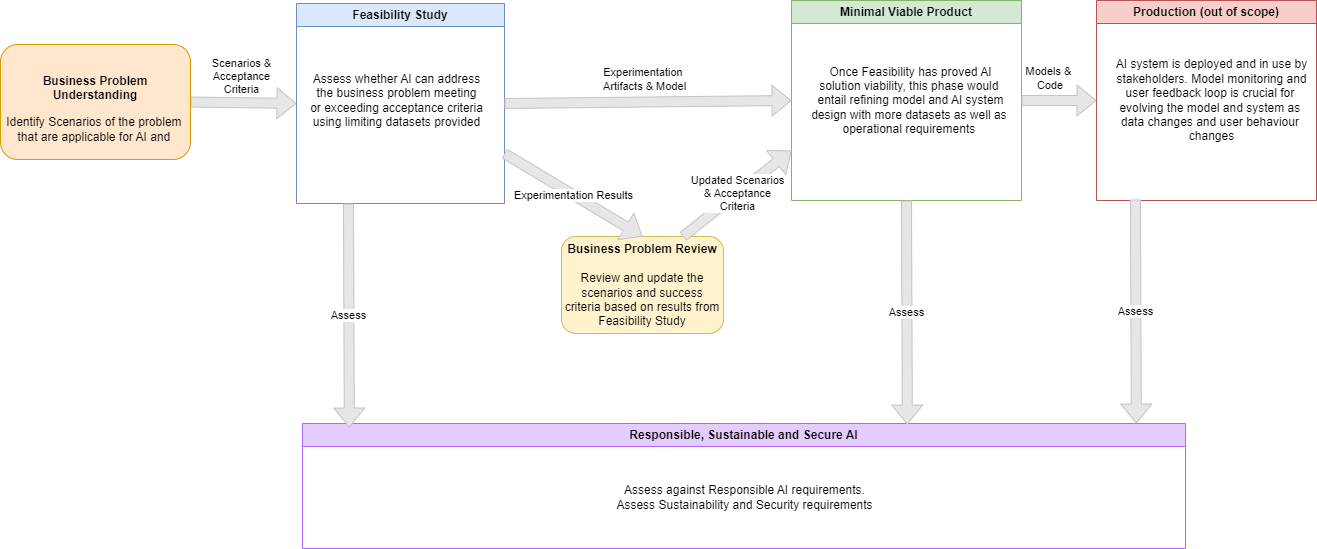 Business Problem
Understanding
Identify Scenarios of the problem
that are applicable for AI and
Scenarios &
Acceptance
Criteria
Feasibility Study
Assess whether AI can address
the business problem meeting
or exceeding acceptance criteria
using limiting datasets provided
Experimentation
Artifacts & Model
Experimentation Results
Business Problem Review
Review and update the
scenarios and success
criteria based on results from
Feasibility Study
Updated Scenarios
& Acceptance
Criteria
Minimal Viable Product
Once Feasibility has proved AI
solution viability, this phase would
entail refining model and AI system
design with more datasets as well as
operational requirements
Models &
Code
Production (out of scope)
AI system is deployed and in use by
stakeholders. Model monitoring and
user feedback loop is crucial for
evolving the model and system as
data changes and user behaviour
changes
Assess
Assess
Assess
Responsible, Sustainable and Secure AI
Assess against Responsible AI requirements.
Assess Sustainability and Security requirements